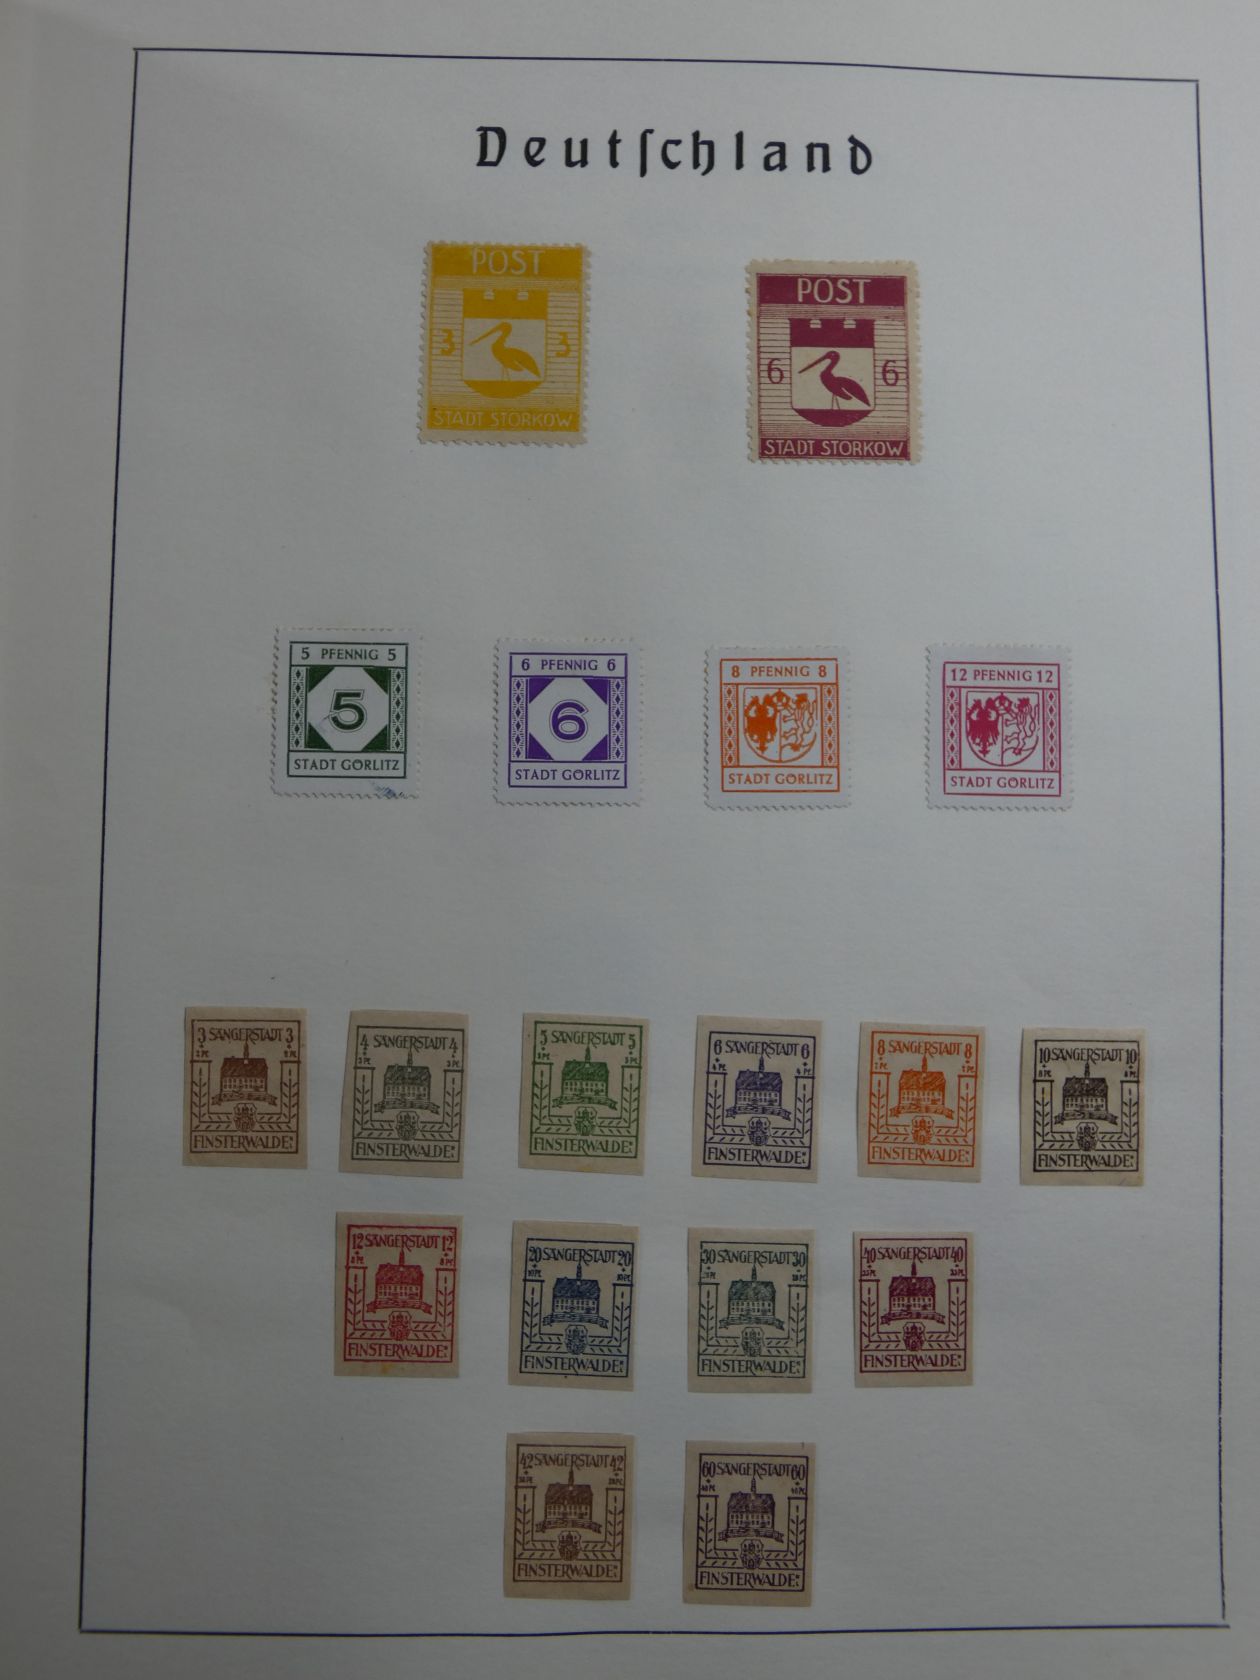 Deutſchland
POST
3 3
STADT STORKOW
POST
6 6
STADT STORKOW
5 PFENNIG 5
5
STADT GÖRLITZ
6 PFENNIG 6
6
STADT GÖRLITZ
8 PFENNIG 8
STADT GÖRLITZ
12 PFENNIG 12
STADT GÖRLITZ
3 SÄNGERSTADT 3
FINSTERWALDE
4 SÄNGERSTADT 4
FINSTERWALDE
5 SÄNGERSTADT 5
FINSTERWALDE
6 SÄNGERSTADT 6
FINSTERWALDE
8 SÄNGERSTADT 8
FINSTERWALDE
10 SÄNGERSTADT 10
FINSTERWALDE
12 SÄNGERSTADT 12
FINSTERWALDE
20 SÄNGERSTADT 20
FINSTERWALDE
30 SÄNGERSTADT 30
FINSTERWALDE
40 SÄNGERSTADT 40
FINSTERWALDE
42 SÄNGERSTADT 42
FINSTERWALDE
60 SÄNGERSTADT 60
FINSTERWALDE